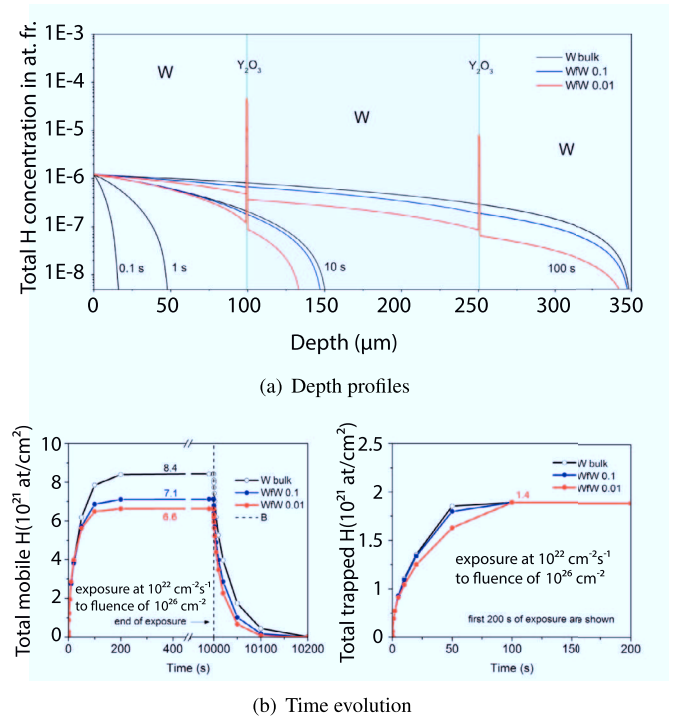 Total H concentration in at. fr.
1E-3
1E-4
1E-5
1E-6
1E-7
1E-8
W
Y₂O₃
W
Y₂O₃
W
W bulk
WfW 0.1
WfW 0.01
0.1 s
1 s
10 s
100 s
0 50 100 150 200 250 300 350
Depth (µm)
(a) Depth profiles
Total mobile H(10²¹ at/cm²)
10
8
6
4
2
0
8.4
7.1
6.6
W bulk
WfW 0.1
WfW 0.01
B
exposure at 10²² cm⁻²s⁻¹
to fluence of 10²⁶ cm⁻²
end of exposure
0 200 400 10000 10100 10200
Time (s)
Total trapped H(10²¹ at/cm²)
2.5
2
1.5
1
0
W bulk
WfW 0.1
WfW 0.01
1.4
exposure at 10²² cm⁻²s⁻¹
to fluence of 10²⁶ cm⁻²
first 200 s of exposure are shown
0 50 100 150 200
Time (s)
(b) Time evolution